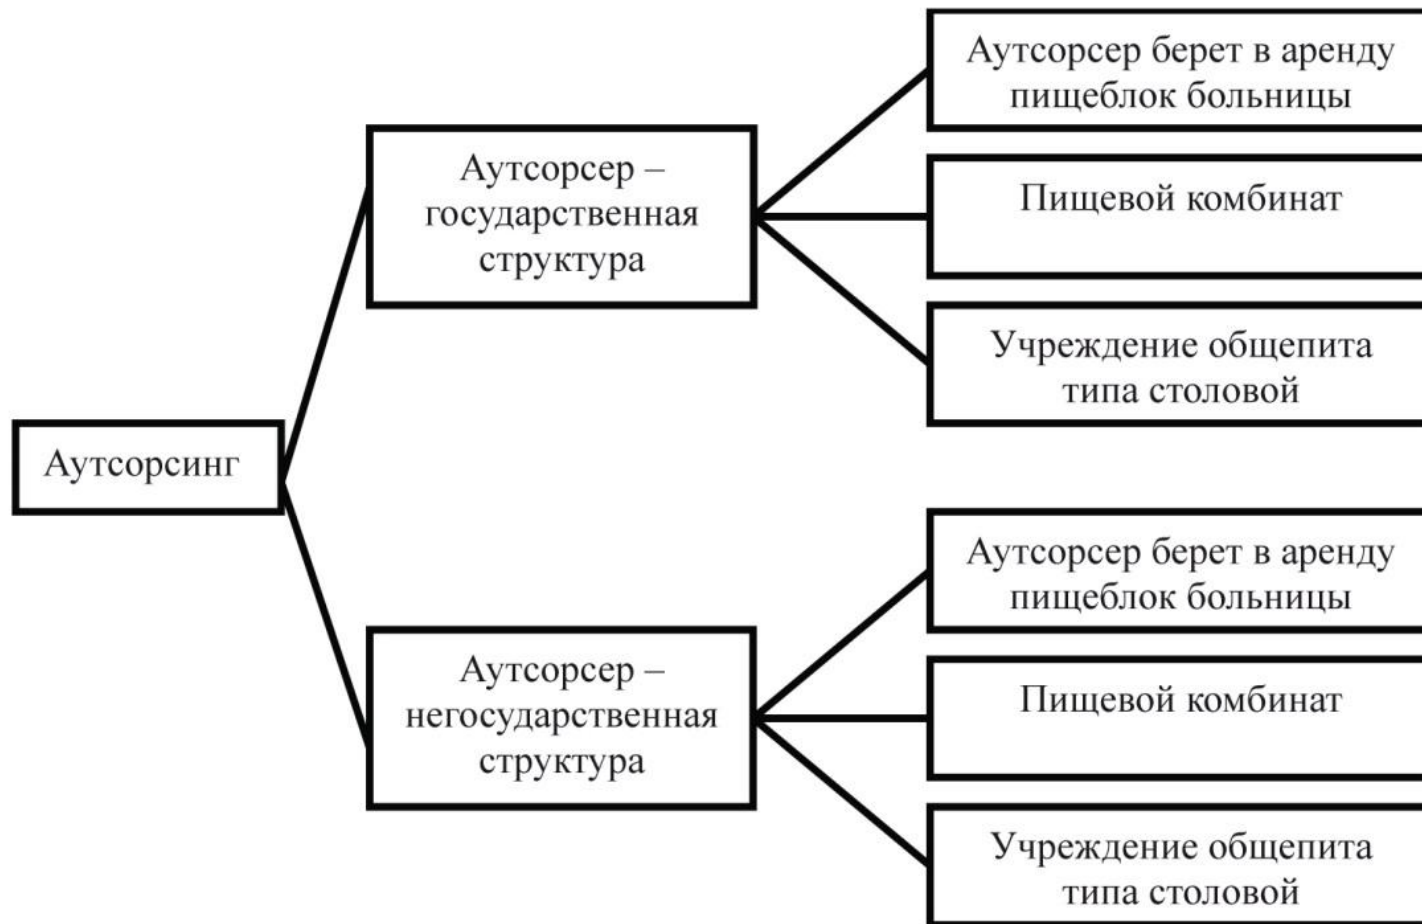 Аутсорсинг
Аутсорсер –
государственная
структура
Аутсорсер берет в аренду
пищеблок больницы
Пищевой комбинат
Учреждение общепита
типа столовой
Аутсорсер –
негосударственная
структура
Аутсорсер берет в аренду
пищеблок больницы
Пищевой комбинат
Учреждение общепита
типа столовой